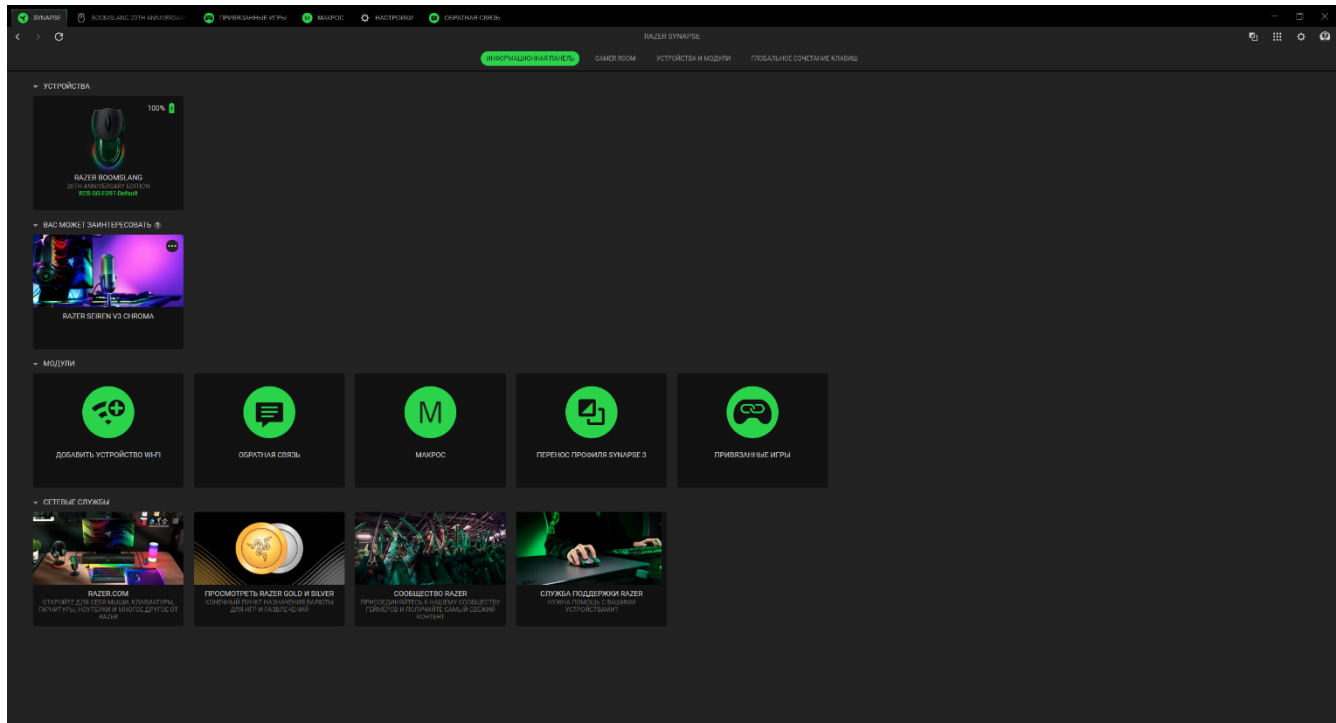 SYNAPSE
BOOMSLANG 20TH ANNIVERSAR
ПРИВЯЗАННЫЕ ИГРЫ
МАКРОС
НАСТРОЙКИ
ОБРАТНАЯ СВЯЗЬ
RAZER SYNAPSE
ИНФОРМАЦИОННАЯ ПАНЕЛЬ
GAMER ROOM
УСТРОЙСТВА И МОДУЛИ
ГЛОБАЛЬНОЕ СОЧЕТАНИЕ КЛАВИШ
УСТРОЙСТВА
100%
RAZER BOOMSLANG
20TH ANNIVERSARY EDITION
RZR-GG-F097-Default
ВАС МОЖЕТ ЗАИНТЕРЕСОВАТЬ ?
RAZER SEIREN V3 CHROMA
МОДУЛИ
M
ДОБАВИТЬ УСТРОЙСТВО WI-FI
ОБРАТНАЯ СВЯЗЬ
МАКРОС
ПЕРЕНОС ПРОФИЛЯ SYNAPSE 3
ПРИВЯЗАННЫЕ ИГРЫ
СЕТЕВЫЕ СЛУЖБЫ
RAZER.COM
ОТКРОЙТЕ ДЛЯ СЕБЯ МЫШИ, КЛАВИАТУРЫ,
ГАРНИТУРЫ, НОУТБУКИ И МНОГОЕ ДРУГОЕ ОТ
RAZER
ПРОСМОТРЕТЬ RAZER GOLD И SILVER
КОНЕЧНЫЙ ПУНКТ НАЗНАЧЕНИЯ ВАЛЮТЫ
ДЛЯ ИГР И РАЗВЛЕЧЕНИЙ
СООБЩЕСТВО RAZER
ПРИСОЕДИНЯЙТЕСЬ К НАШЕМУ СООБЩЕСТВУ
ГЕЙМЕРОВ И ПОЛУЧАЙТЕ САМЫЙ СВЕЖИЙ
КОНТЕНТ
СЛУЖБА ПОДДЕРЖКИ RAZER
НУЖНА ПОМОЩЬ С ВАШИМИ
УСТРОЙСТВАМИ?